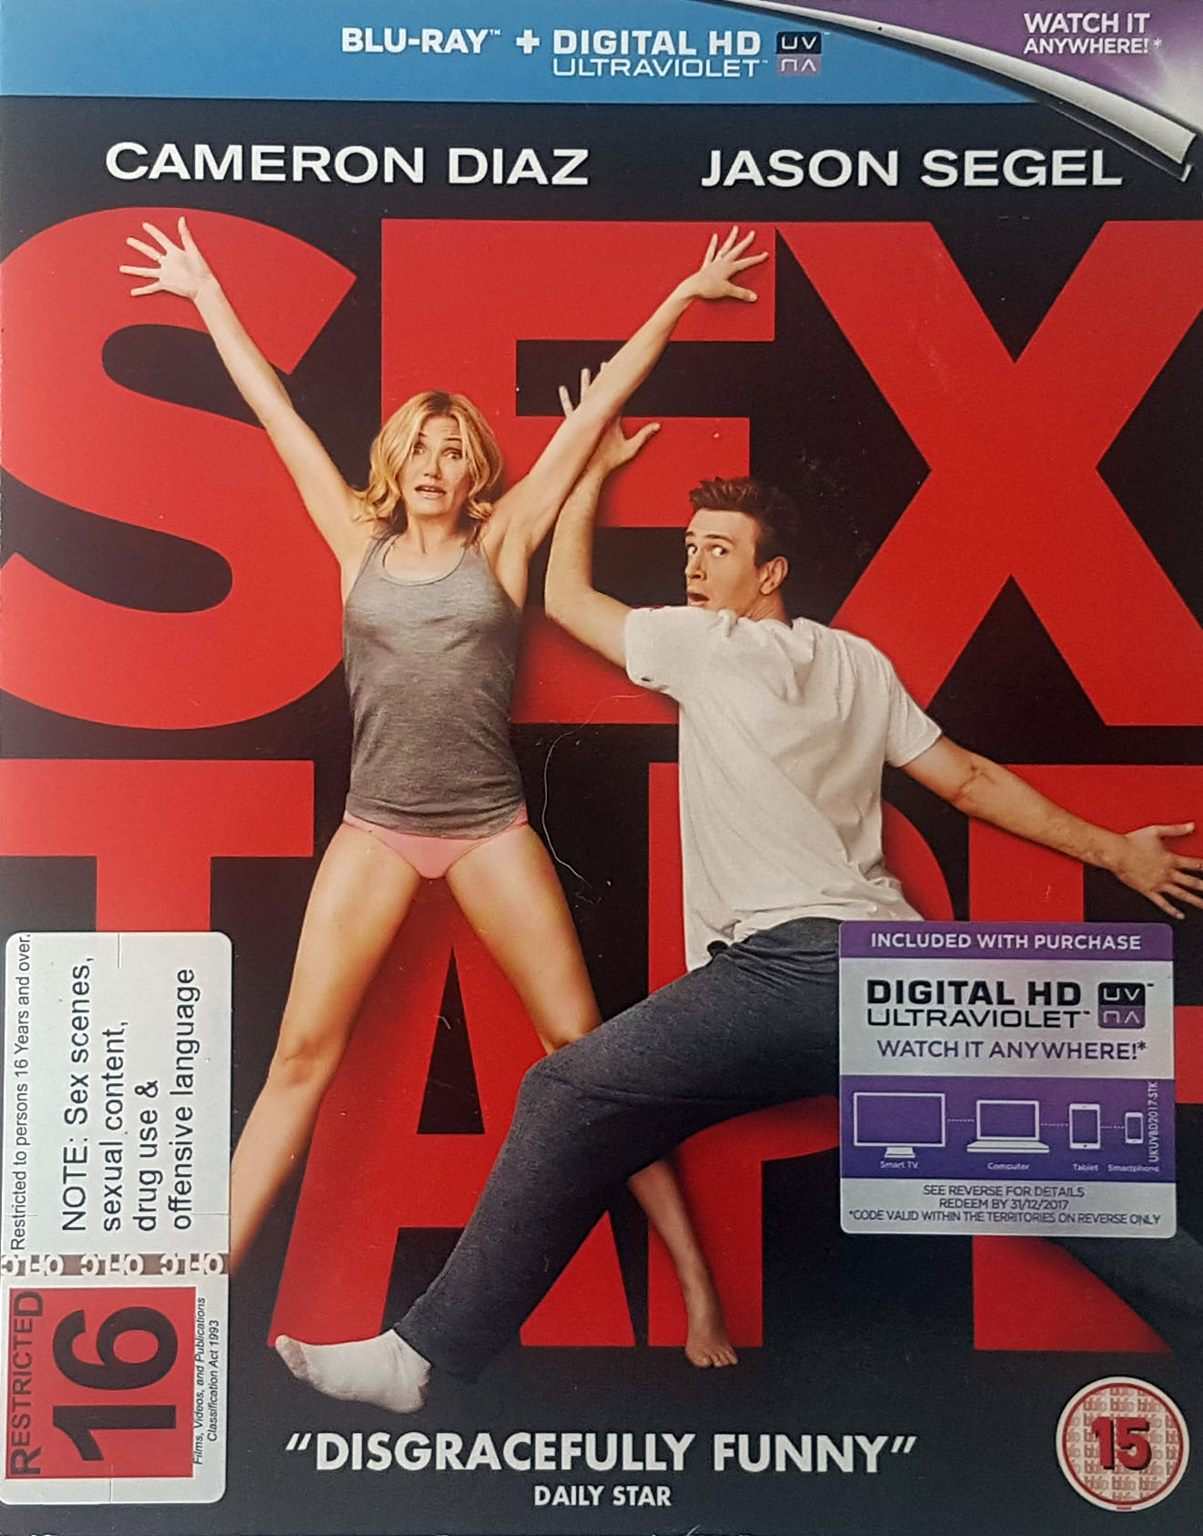 BLU-RAY™ + DIGITAL HD UV
ULTRAVIOLET™
WATCH IT
ANYWHERE!*
CAMERON DIAZ JASON SEGEL
SEX
TAPE
INCLUDED WITH PURCHASE
DIGITAL HD UV™
ULTRAVIOLET™
WATCH IT ANYWHERE!*
Smart TV Computer Tablet Smartphone
UKUVBD2017-STK
SEE REVERSE FOR DETAILS
REDEEM BY 31/12/2017
*CODE VALID WITHIN THE TERRITORIES ON REVERSE ONLY
Restricted to persons 16 Years and over.
NOTE: Sex scenes,
sexual content,
drug use &
offensive language
OFLC OFLC OFLC
RESTRICTED
16
Films, Videos, and Publications
Classification Act 1993
“DISGRACEFULLY FUNNY”
DAILY STAR
15